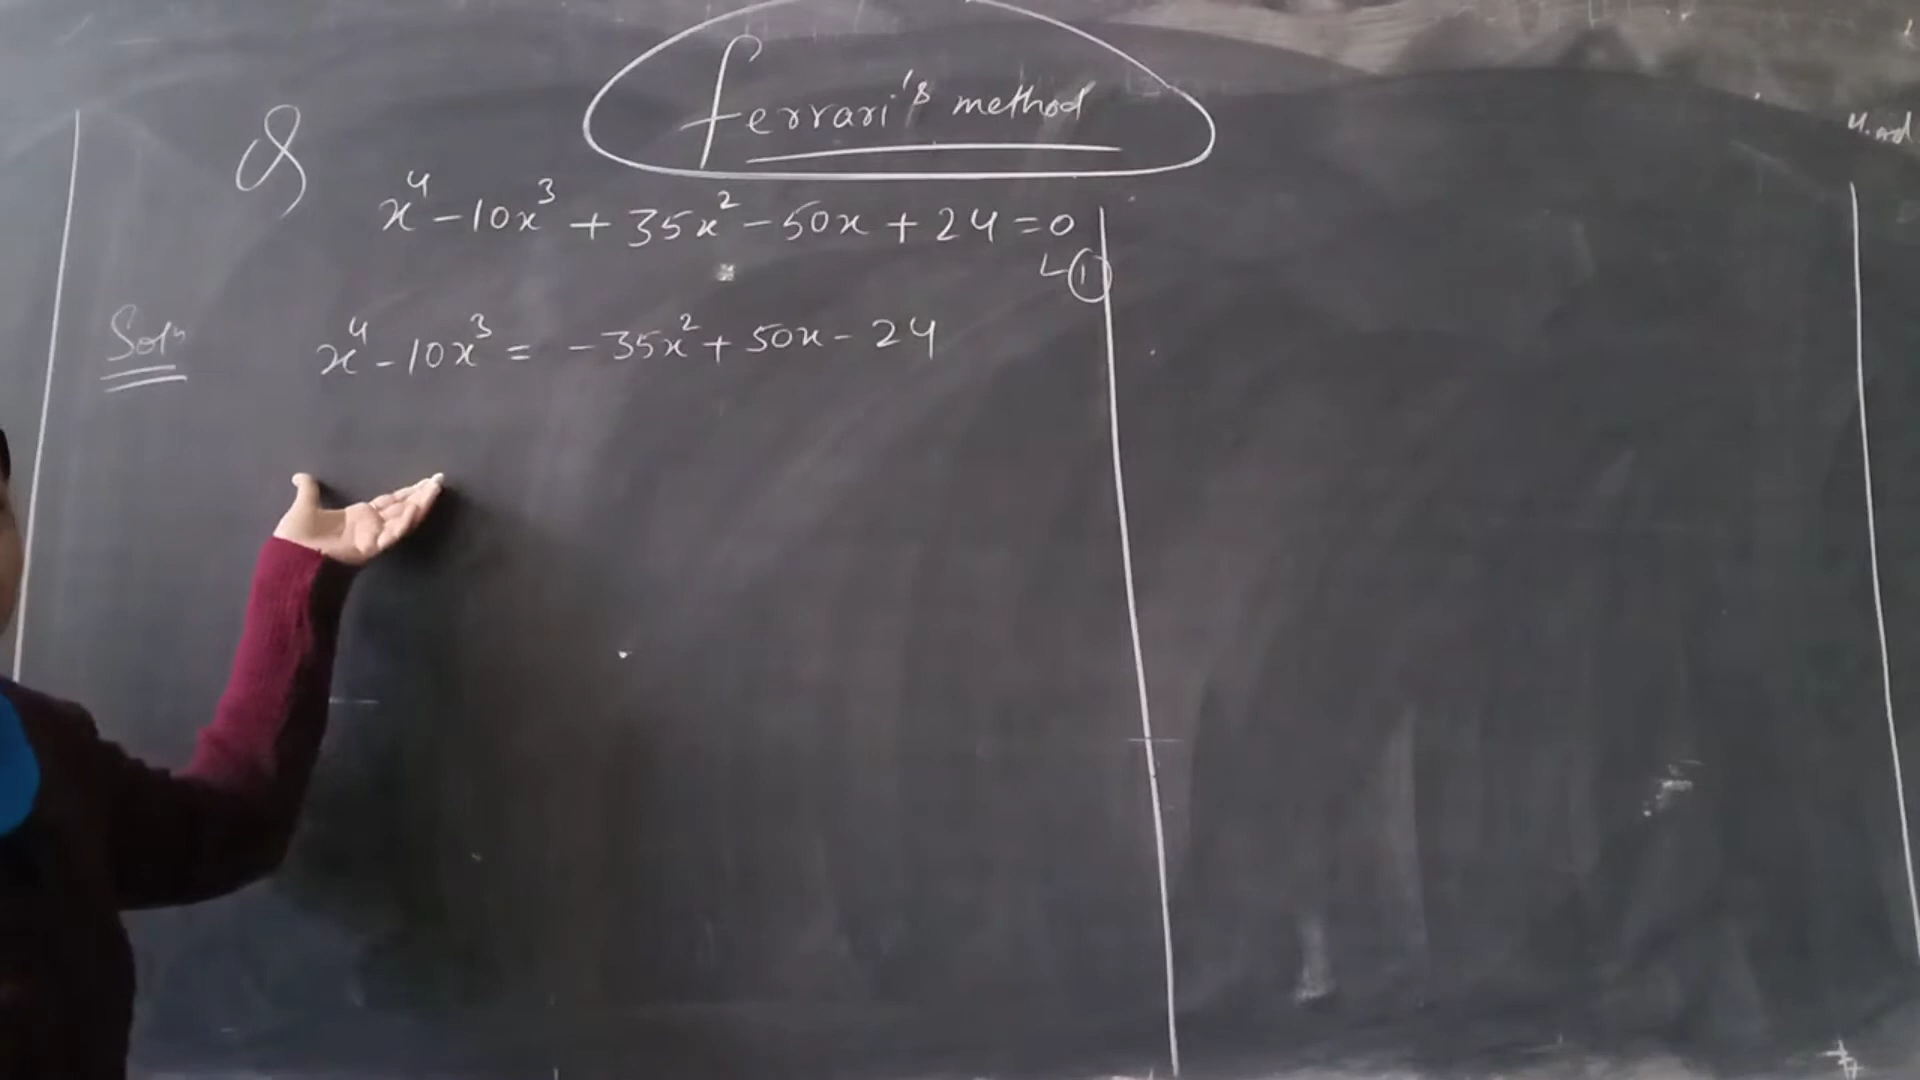 Ferrari's method
Q x⁴ - 10x³ + 35x² - 50x + 24 = 0
↳ ①
Solⁿ x⁴ - 10x³ = - 35x² + 50x - 24